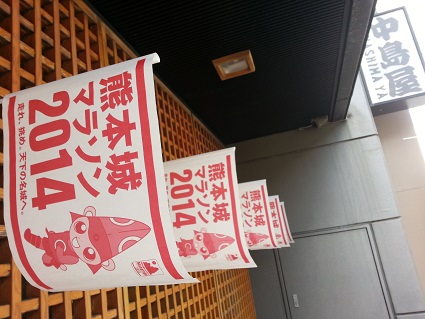 熊本城
マラソン
2014
走れ、挑め。天下の名城へ。
熊本城
マラソン
2014
熊本城
中島屋
ASHIMAYA